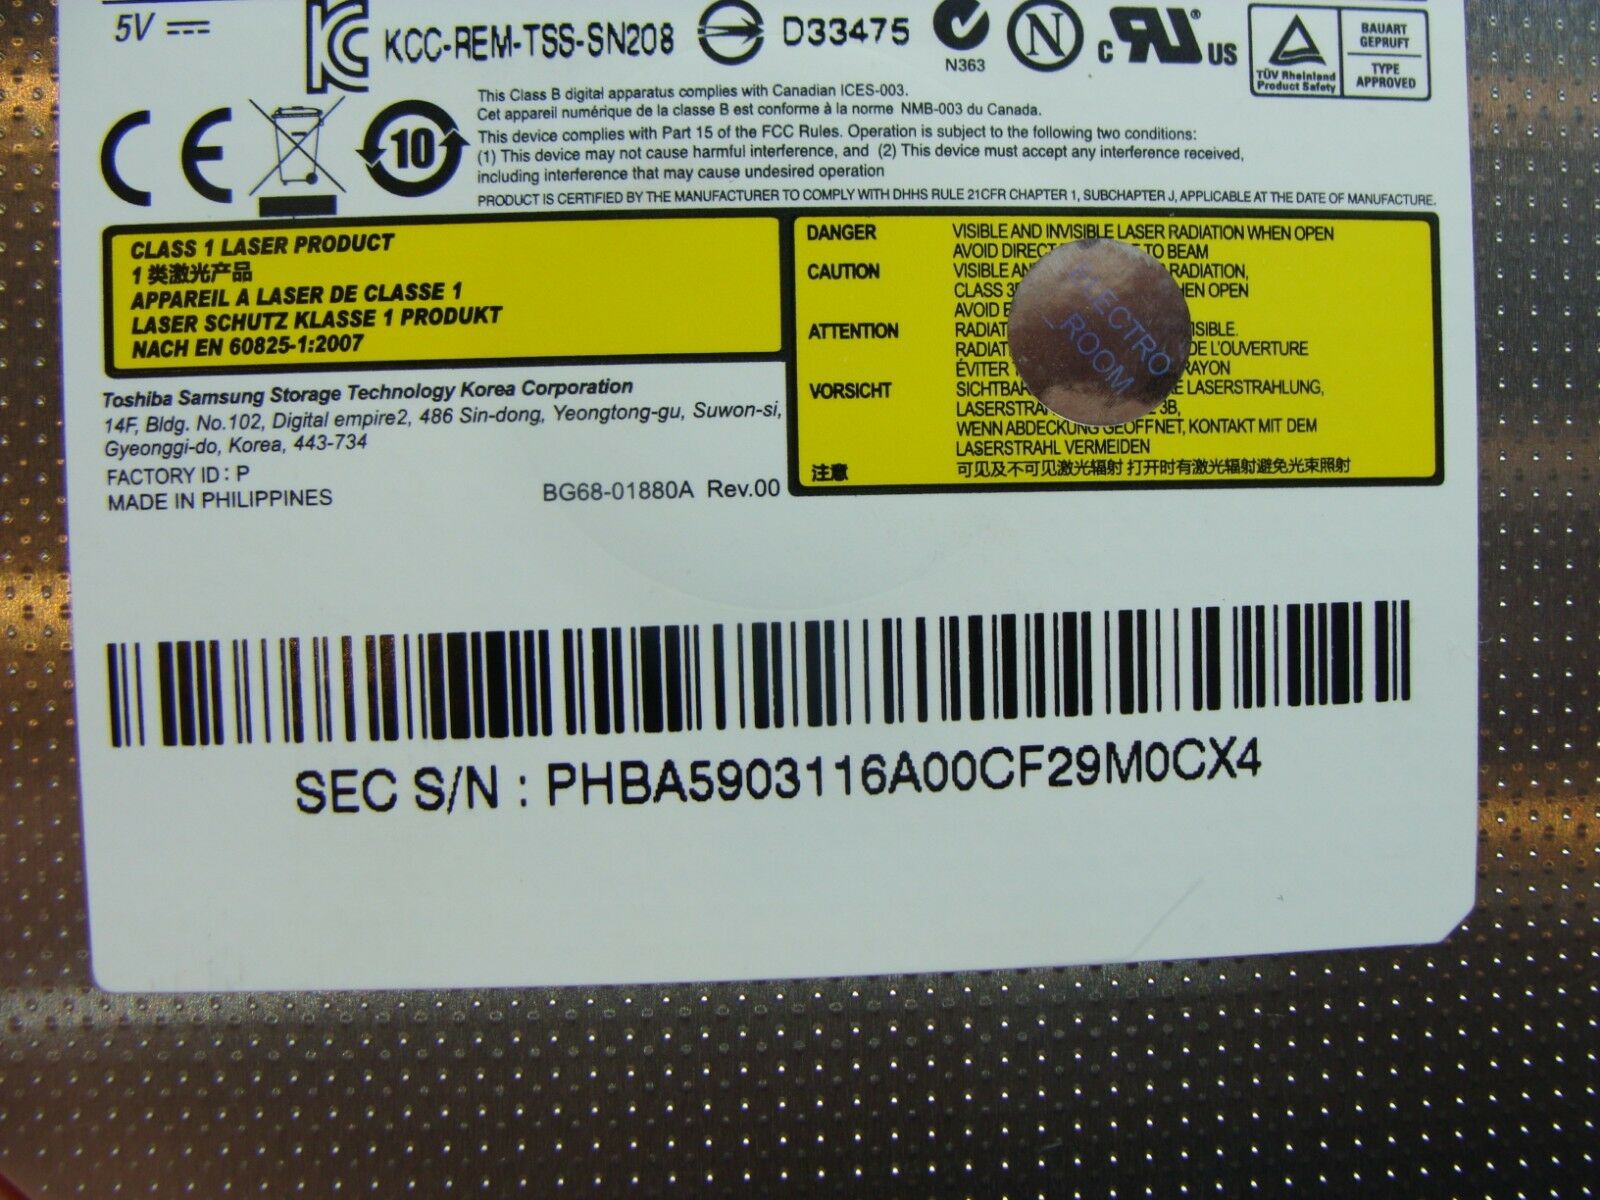 5V
KCC-REM-TSS-SN208
D33475
N363
N
c RU® US
TÜV Rheinland
Product Safety
BAUART
GEPRUFT
TYPE
APPROVED
CE
10
This Class B digital apparatus complies with Canadian ICES-003.
Cet appareil numérique de la classe B est conforme à la norme NMB-003 du Canada.
This device complies with Part 15 of the FCC Rules. Operation is subject to the following two conditions:
(1) This device may not cause harmful interference, and (2) This device must accept any interference received,
including interference that may cause undesired operation
PRODUCT IS CERTIFIED BY THE MANUFACTURER TO COMPLY WITH DHHS RULE 21CFR CHAPTER 1, SUBCHAPTER J, APPLICABLE AT THE DATE OF MANUFACTURE.
CLASS 1 LASER PRODUCT
1 类激光产品
APPAREIL A LASER DE CLASSE 1
LASER SCHUTZ KLASSE 1 PRODUKT
NACH EN 60825-1:2007
DANGER VISIBLE AND INVISIBLE LASER RADIATION WHEN OPEN
AVOID TO BEAM
CAUTION VISIBLE RADIATION,
CLASS OPEN
AVOID
ATTENTION
DE L'OUVERTURE
ÉVITER RAYON
VORSICHT LASERSTRAHLUNG,
3B,
WENN ABDECKUNG GEOFFNET, KONTAKT MIT DEM
LASERSTRAHL VERMEIDEN
注意 可见及不可见激光辐射 打开时有激光辐射避免光束照射
ELECTRO
_ROOM
Toshiba Samsung Storage Technology Korea Corporation
14F, Bldg. No.102, Digital empire2, 486 Sin-dong, Yeongtong-gu, Suwon-si,
Gyeonggi-do, Korea, 443-734
FACTORY ID : P
MADE IN PHILIPPINES
BG68-01880A Rev.00
SEC S/N : PHBA5903116A00CF29M0CX4